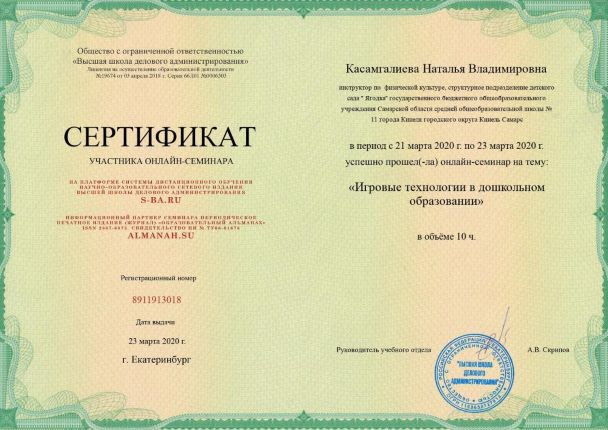 Общество с ограниченной ответственностью
«Высшая школа делового администрирования»
Лицензия на осуществление образовательной деятельности
№19674 от 03 апреля 2018 г. Серия 66Л01 №0006303
СЕРТИФИКАТ
УЧАСТНИКА ОНЛАЙН-СЕМИНАРА
НА ПЛАТФОРМЕ СИСТЕМЫ ДИСТАНЦИОННОГО ОБУЧЕНИЯ
НАУЧНО-ОБРАЗОВАТЕЛЬНОГО СЕТЕВОГО ИЗДАНИЯ
ВЫСШЕЙ ШКОЛЫ ДЕЛОВОГО АДМИНИСТРИРОВАНИЯ
S-BA.RU
ИНФОРМАЦИОННЫЙ ПАРТНЕР СЕМИНАРА ПЕРИОДИЧЕСКОЕ
ПЕЧАТНОЕ ИЗДАНИЕ (ЖУРНАЛ) «ОБРАЗОВАТЕЛЬНЫЙ АЛЬМАНАХ»
СВИДЕТЕЛЬСТВО ПИ №
ALMANAH.SU
Регистрационный номер
8911913018
Дата выдачи
23 марта 2020 г.
г. Екатеринбург
Касамгалиева Наталья Владимировна
инструктор по физической культуре, структурное подразделение детского
сада " Ягодка" государственного бюджетного общеобразовательного
учреждения Самарской области средней общеобразовательной школы №
11 города Кинеля городского округа Кинель Самарс
в период с 21 марта 2020 г. по 23 марта 2020 г.
успешно прошел(-ла) онлайн-семинар на тему:
«Игровые технологии в дошкольном
образовании»
в объёме 10 ч.
Руководитель учебного отдела
А.В. Скрипов
"ВЫСШАЯ ШКОЛА
ДЕЛОВОГО
АДМИНИСТРИРОВАНИЯ"